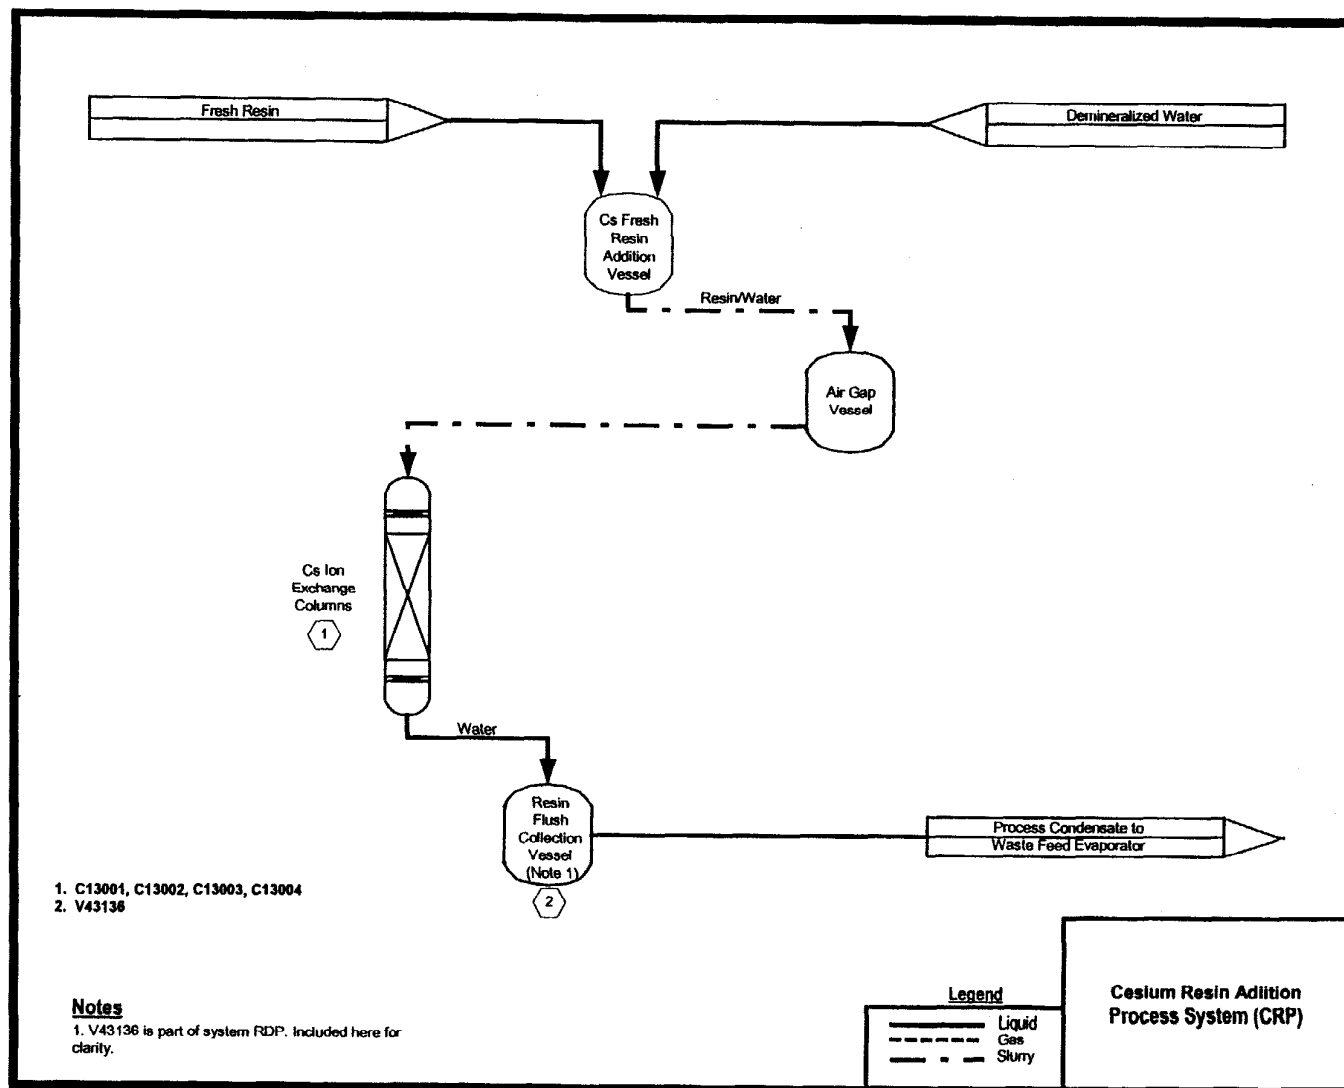 Fresh Resin
Demineralized Water
Cs Fresh
Resin
Addition
Vessel
Resin/Water
Air Gap
Vessel
Cs Ion
Exchange
Columns
1
Water
Resin
Flush
Collection
Vessel
(Note 1)
2
Process Condensate to
Waste Feed Evaporator
1. C13001, C13002, C13003, C13004
2. V43136
Notes
1. V43136 is part of system RDP. Included here for
clarity.
Legend
Liquid
Gas
Slurry
Cesium Resin Adiition
Process System (CRP)